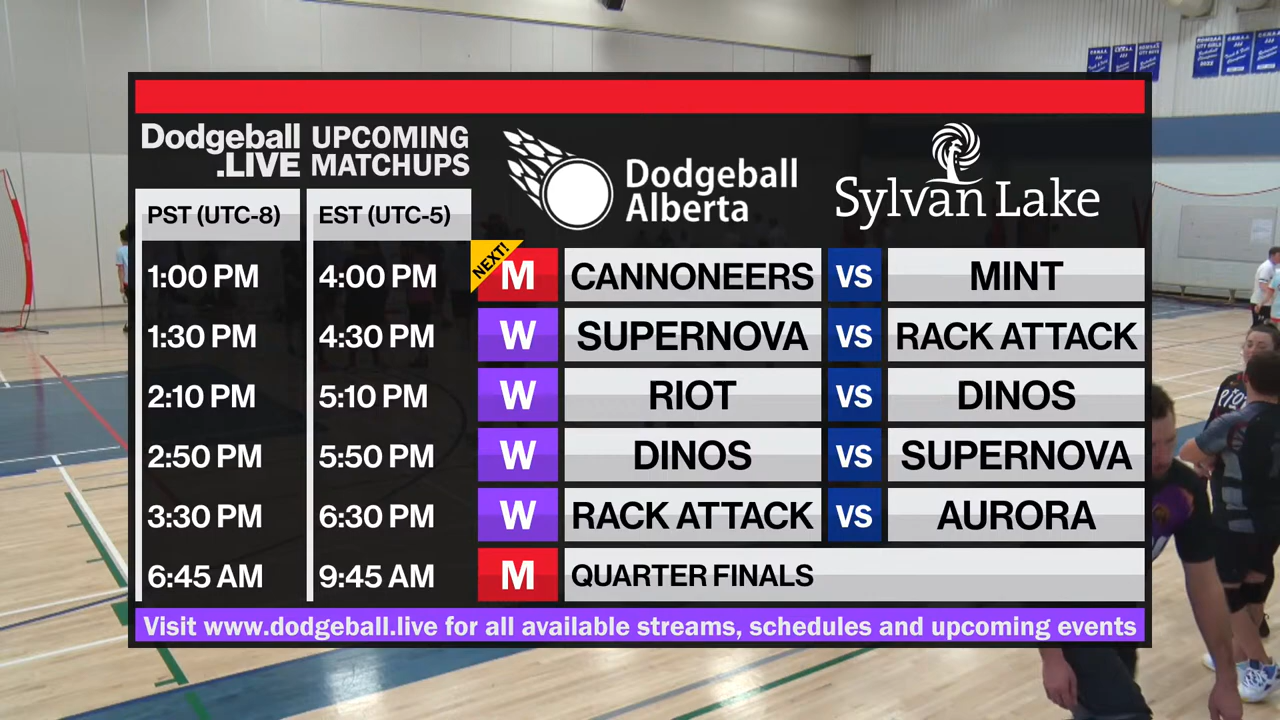 Dodgeball
.LIVE
UPCOMING
MATCHUPS
Dodgeball
Alberta
Sylvan Lake
PST (UTC-8) EST (UTC-5)
NEXT!
1:00 PM 4:00 PM M CANNONEERS VS MINT
1:30 PM 4:30 PM W SUPERNOVA VS RACK ATTACK
2:10 PM 5:10 PM W RIOT VS DINOS
2:50 PM 5:50 PM W DINOS VS SUPERNOVA
3:30 PM 6:30 PM W RACK ATTACK VS AURORA
6:45 AM 9:45 AM M QUARTER FINALS
Visit www.dodgeball.live for all available streams, schedules and upcoming events